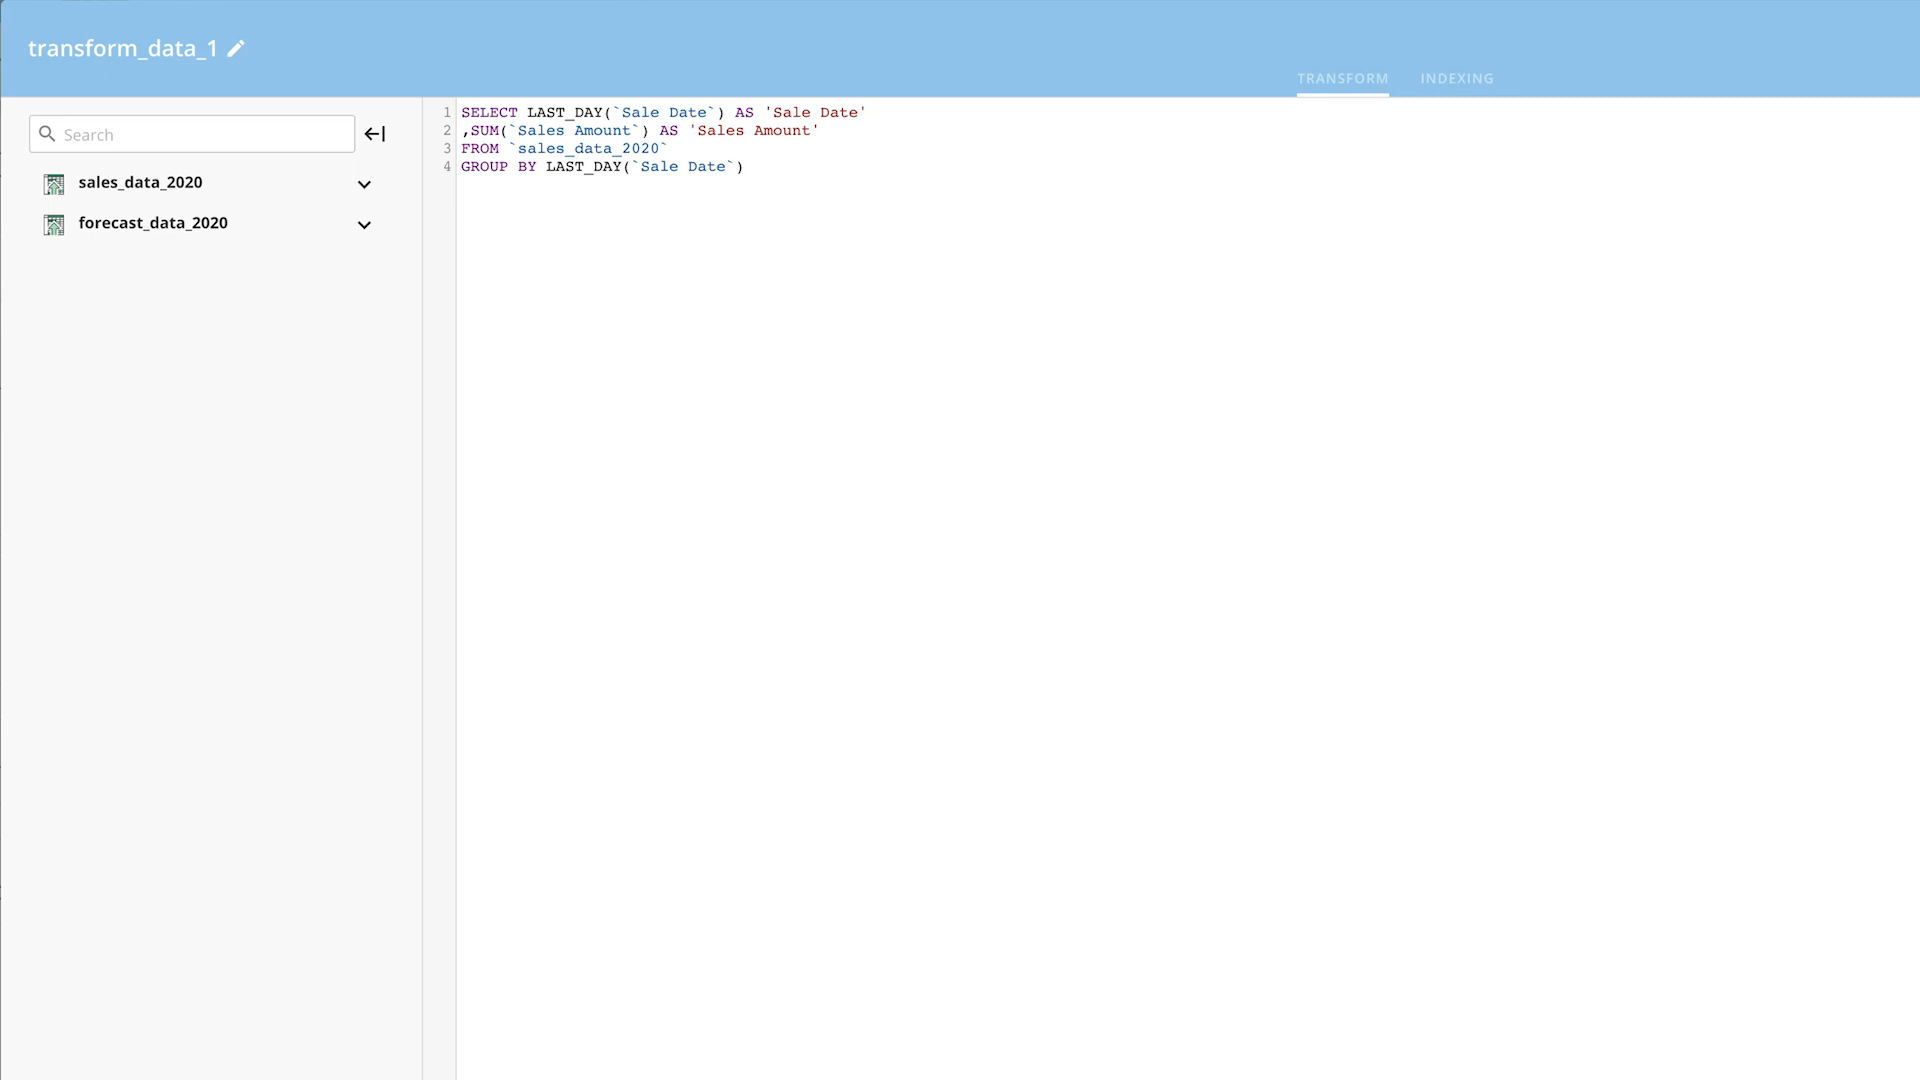 transform_data_1
TRANSFORM
INDEXING
Search
sales_data_2020
forecast_data_2020
1 SELECT LAST_DAY(`Sale Date`) AS 'Sale Date'
2 ,SUM(`Sales Amount`) AS 'Sales Amount'
3 FROM `sales_data_2020`
4 GROUP BY LAST_DAY(`Sale Date`)